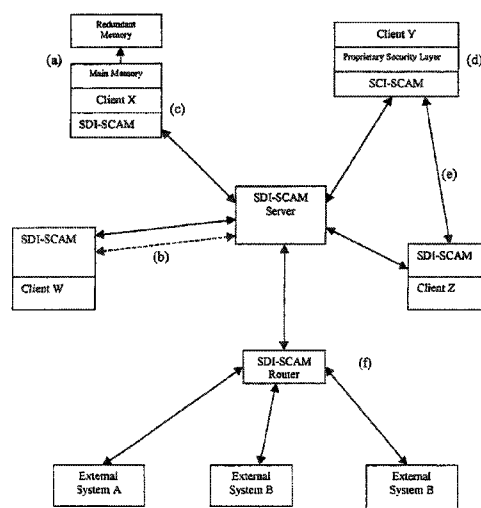 Redundant
Memory
(a)
Main Memory
Client X
(c)
SDI-SCAM
Client Y
Proprietary Security Layer
(d)
SCI-SCAM
(e)
SDI-SCAM
Server
SDI-SCAM
(b)
Client W
SDI-SCAM
Client Z
SDI-SCAM
Router
(f)
External
System A
External
System B
External
System B